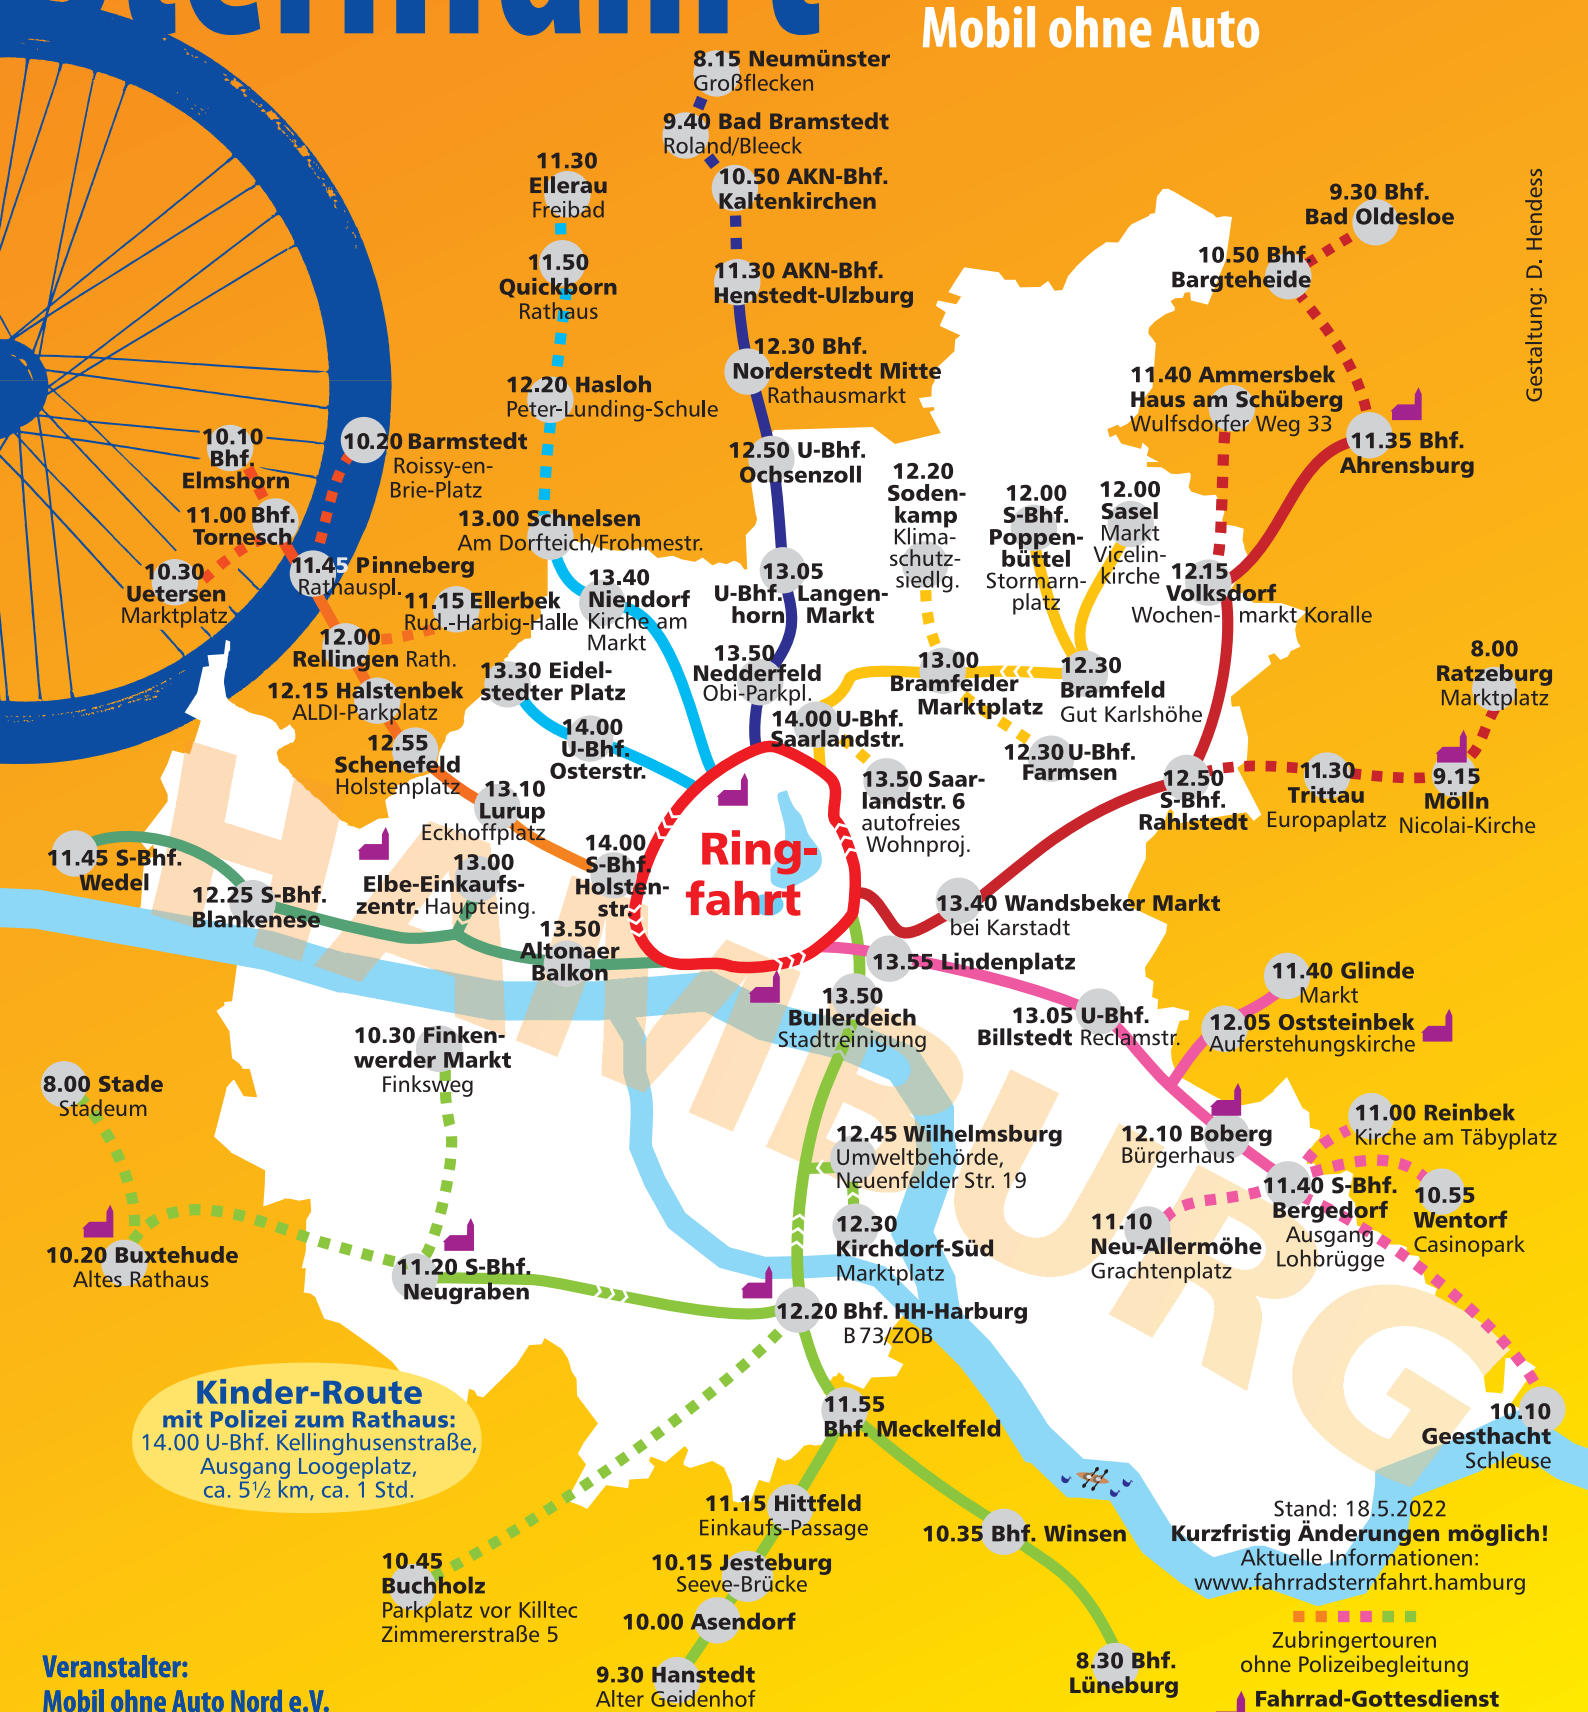 Mobil ohne Auto
8.15 Neumünster
Großflecken
9.40 Bad Bramstedt
Roland/Bleeck
10.50 AKN-Bhf.
Kaltenkirchen
11.30 AKN-Bhf.
Henstedt-Ulzburg
12.30 Bhf.
Norderstedt Mitte
Rathausmarkt
12.50 U-Bhf.
Ochsenzoll
13.05
U-Bhf. Langen-
horn Markt
13.50
Nedderfeld
Obi-Parkpl.
11.30
Ellerau
Freibad
11.50
Quickborn
Rathaus
12.20 Hasloh
Peter-Lunding-Schule
13.00 Schnelsen
Am Dorfteich/Frohmestr.
13.40
Niendorf
Kirche am
Markt
13.30 Eidel-
stedter Platz
14.00
U-Bhf.
Osterstr.
10.10
Bhf.
Elmshorn
10.20 Barmstedt
Roissy-en-
Brie-Platz
11.00 Bhf.
Tornesch
10.30
Uetersen
Marktplatz
11.45 Pinneberg
Rathauspl.
11.15 Ellerbek
Rud.-Harbig-Halle
12.00
Rellingen Rath.
12.15 Halstenbek
ALDI-Parkplatz
12.55
Schenefeld
Holstenplatz
13.10
Lurup
Eckhoffplatz
14.00
S-Bhf.
Holsten-
str.
9.30 Bhf.
Bad Oldesloe
10.50 Bhf.
Bargteheide
11.40 Ammersbek
Haus am Schüberg
Wulfsdorfer Weg 33
11.35 Bhf.
Ahrensburg
Gestaltung: D. Hendess
12.20
Soden-
kamp
Klima-
schutz-
siedlg.
12.00
S-Bhf.
Poppen-
büttel
Stormarn-
platz
12.00
Sasel
Markt
Vicelin-
kirche
12.15
Volksdorf
Wochen- markt Koralle
13.00
Bramfelder
Marktplatz
12.30
Bramfeld
Gut Karlshöhe
14.00 U-Bhf.
Saarlandstr.
12.30 U-Bhf.
Farmsen
13.50 Saar-
landstr. 6
autofreies
Wohnproj.
8.00
Ratzeburg
Marktplatz
12.50
S-Bhf.
Rahlstedt
11.30
Trittau
Europaplatz
9.15
Mölln
Nicolai-Kirche
Ring-
fahrt
HAMBURG
11.45 S-Bhf.
Wedel
12.25 S-Bhf.
Blankenese
13.00
Elbe-Einkaufs-
zentr. Haupteing.
13.50
Altonaer
Balkon
13.40 Wandsbeker Markt
bei Karstadt
13.55 Lindenplatz
13.05 U-Bhf.
Billstedt Reclamstr.
11.40 Glinde
Markt
12.05 Oststeinbek
Auferstehungskirche
13.50
Bullerdeich
Stadtreinigung
10.30 Finken-
werder Markt
Finksweg
8.00 Stade
Stadeum
12.10 Boberg
Bürgerhaus
11.00 Reinbek
Kirche am Täbyplatz
12.45 Wilhelmsburg
Umweltbehörde,
Neuenfelder Str. 19
11.40 S-Bhf.
Bergedorf
Ausgang
Lohbrügge
10.55
Wentorf
Casinopark
11.10
Neu-Allermöhe
Grachtenplatz
12.30
Kirchdorf-Süd
Marktplatz
10.20 Buxtehude
Altes Rathaus
11.20 S-Bhf.
Neugraben
12.20 Bhf. HH-Harburg
B 73/ZOB
11.55
Bhf. Meckelfeld
10.10
Geesthacht
Schleuse
Kinder-Route
mit Polizei zum Rathaus:
14.00 U-Bhf. Kellinghusenstraße,
Ausgang Loogeplatz,
ca. 5½ km, ca. 1 Std.
11.15 Hittfeld
Einkaufs-Passage
10.35 Bhf. Winsen
10.15 Jesteburg
Seeve-Brücke
10.00 Asendorf
10.45
Buchholz
Parkplatz vor Killtec
Zimmererstraße 5
9.30 Hanstedt
Alter Geidenhof
8.30 Bhf.
Lüneburg
Stand: 18.5.2022
Kurzfristig Änderungen möglich!
Aktuelle Informationen:
www.fahrradsternfahrt.hamburg
Zubringertouren
ohne Polizeibegleitung
Fahrrad-Gottesdienst
Veranstalter:
Mobil ohne Auto Nord e.V.